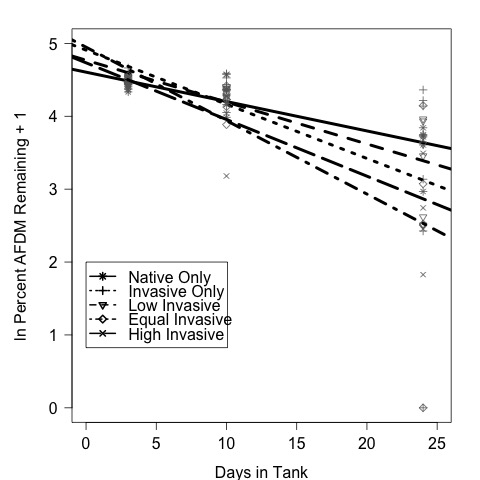 ln Percent AFDM Remaining + 1
5
4
3
2
1
0
Native Only
Invasive Only
Low Invasive
Equal Invasive
High Invasive
0 5 10 15 20 25
Days in Tank